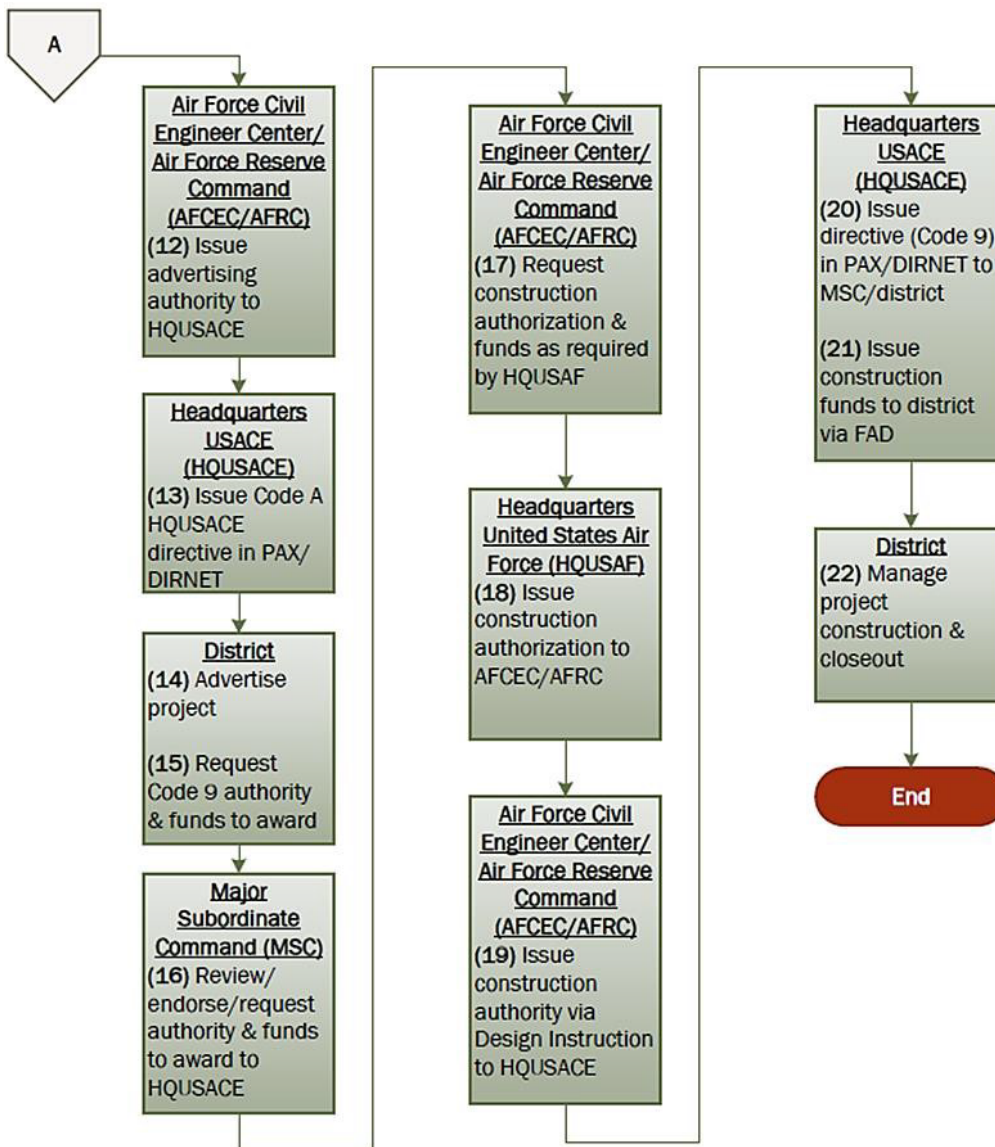 A
Air Force Civil
Engineer Center/
Air Force Reserve
Command
(AFCEC/AFRC)
(12) Issue
advertising
authority to
HQUSACE
Headquarters
USACE
(HQUSACE)
(13) Issue Code A
HQUSACE
directive in PAX/
DIRNET
District
(14) Advertise
project
(15) Request
Code 9 authority
& funds to award
Major
Subordinate
Command (MSC)
(16) Review/
endorse/request
authority & funds
to award to
HQUSACE
Air Force Civil
Engineer Center/
Air Force Reserve
Command
(AFCEC/AFRC)
(17) Request
construction
authorization &
funds as required
by HQUSAF
Headquarters
United States Air
Force (HQUSAF)
(18) Issue
construction
authorization to
AFCEC/AFRC
Air Force Civil
Engineer Center/
Air Force Reserve
Command
(AFCEC/AFRC)
(19) Issue
construction
authority via
Design Instruction
to HQUSACE
Headquarters
USACE
(HQUSACE)
(20) Issue
directive (Code 9)
in PAX/DIRNET to
MSC/district
(21) Issue
construction
funds to district
via FAD
District
(22) Manage
project
construction &
closeout
End